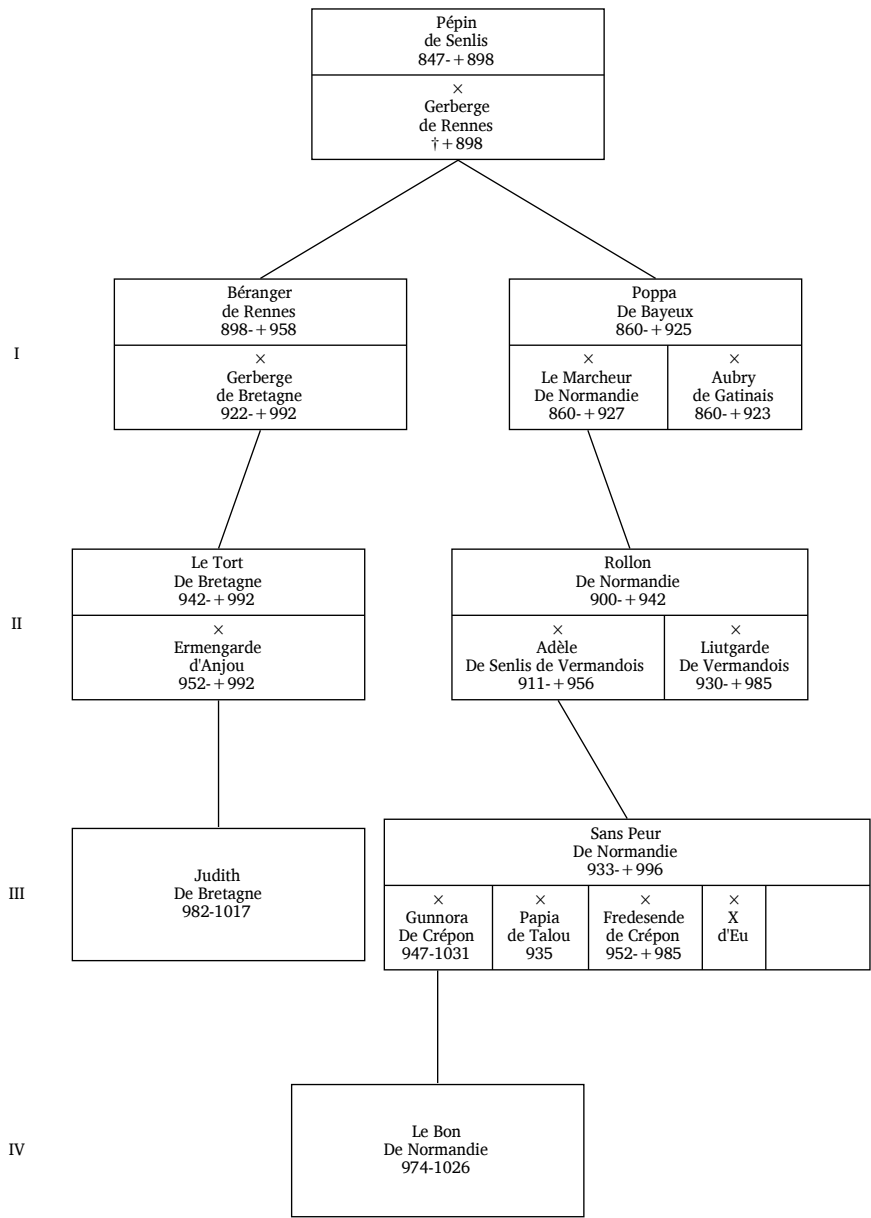 Pépin
de Senlis
847-+898
×
Gerberge
de Rennes
†+898
I
Béranger
de Rennes
898-+958
×
Gerberge
de Bretagne
922-+992
Poppa
De Bayeux
860-+925
×
Le Marcheur
De Normandie
860-+927
×
Aubry
de Gatinais
860-+923
II
Le Tort
De Bretagne
942-+992
×
Ermengarde
d'Anjou
952-+992
Rollon
De Normandie
900-+942
×
Adèle
De Senlis de Vermandois
911-+956
×
Liutgarde
De Vermandois
930-+985
III
Judith
De Bretagne
982-1017
Sans Peur
De Normandie
933-+996
×
Gunnora
De Crépon
947-1031
×
Papia
de Talou
935
×
Fredesende
de Crépon
952-+985
×
X
d'Eu
IV
Le Bon
De Normandie
974-1026